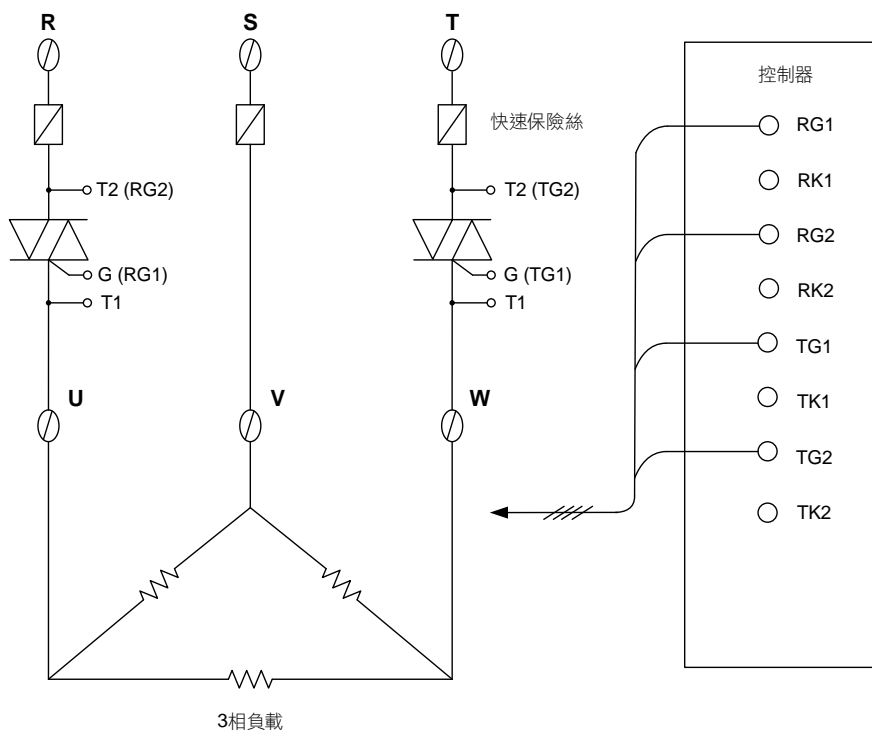 R
S
T
控制器
快速保險絲
RG1
RK1
T2 (RG2)
T2 (TG2)
RG2
G (RG1)
G (TG1)
RK2
T1
T1
TG1
U
V
W
TK1
TG2
TK2
3相負載